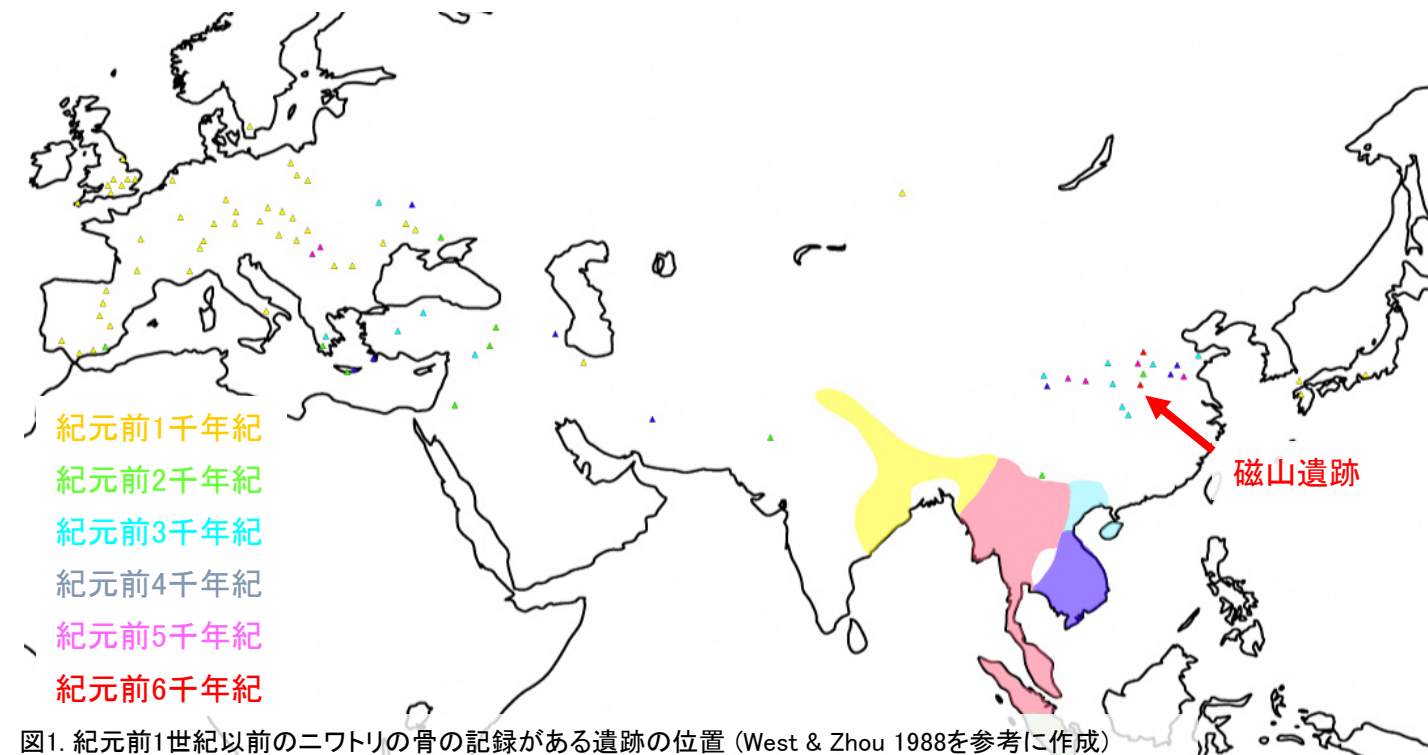 紀元前1千年紀
紀元前2千年紀
紀元前3千年紀
紀元前4千年紀
紀元前5千年紀
紀元前6千年紀
磁山遺跡
図1. 紀元前1世紀以前のニワトリの骨の記録がある遺跡の位置 (West & Zhou 1988を参考に作成)